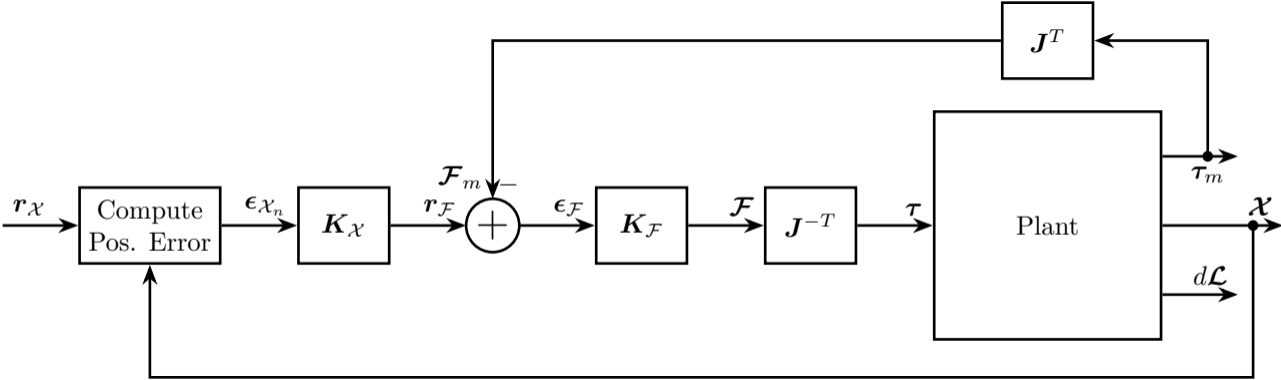 J^T
𝓕_m −
τ_m
r_𝒳
Compute
Pos. Error
ϵ_{𝒳_n}
K_𝒳
r_𝓕
+
ϵ_𝓕
K_𝓕
𝓕
J^{-T}
τ
Plant
𝒳
d𝓛